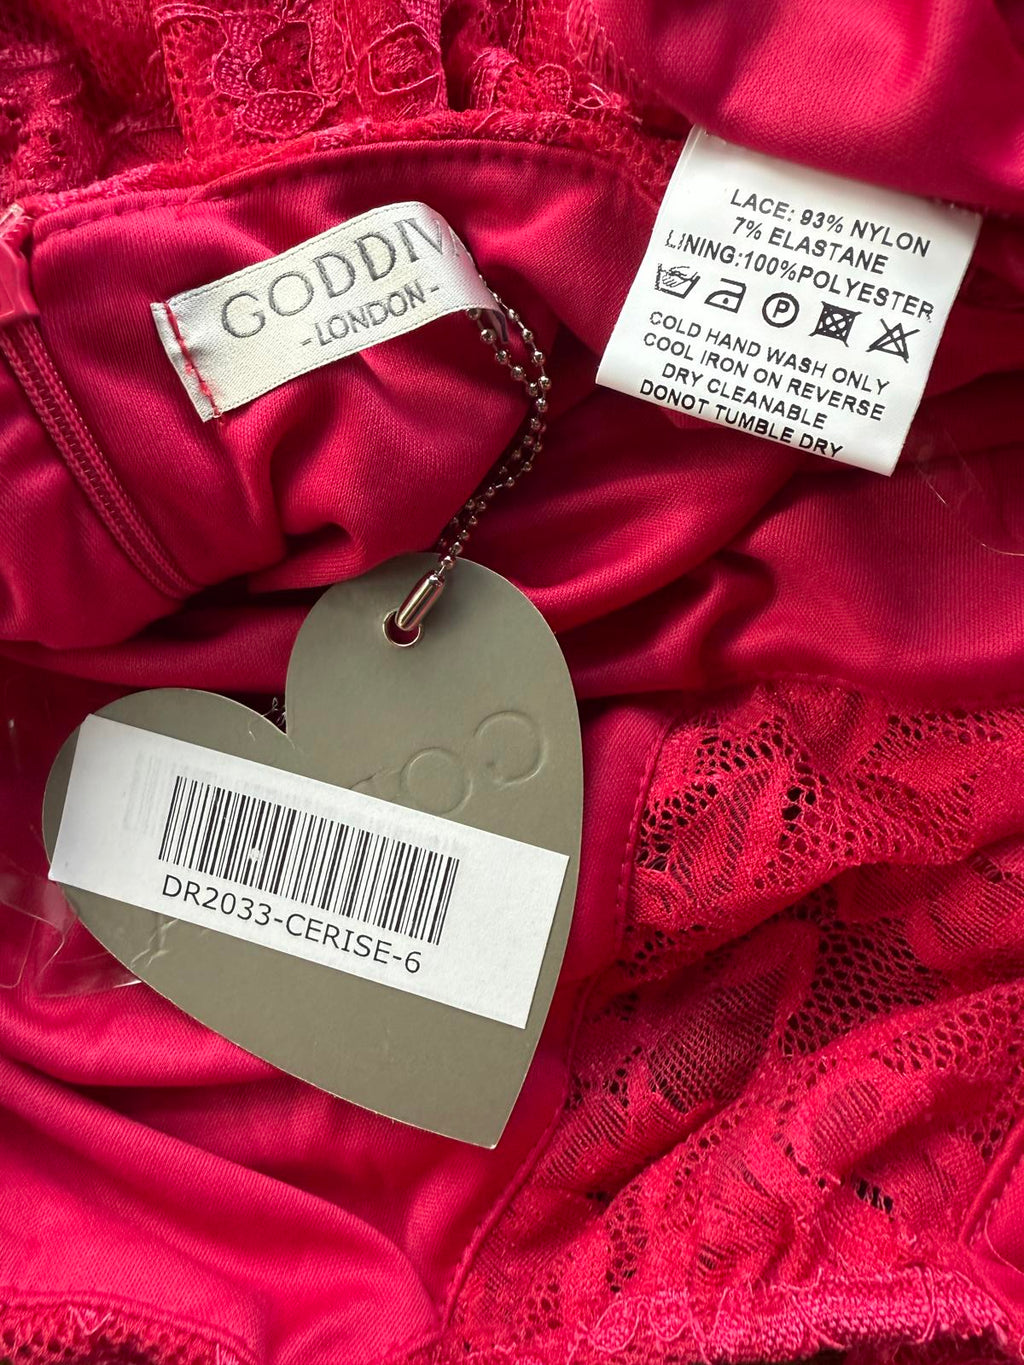 GODDIVA
-LONDON-
LACE: 93% NYLON
7% ELASTANE
LINING:100%POLYESTER
P
COLD HAND WASH ONLY
COOL IRON ON REVERSE
DRY CLEANABLE
DONOT TUMBLE DRY
DR2033-CERISE-6